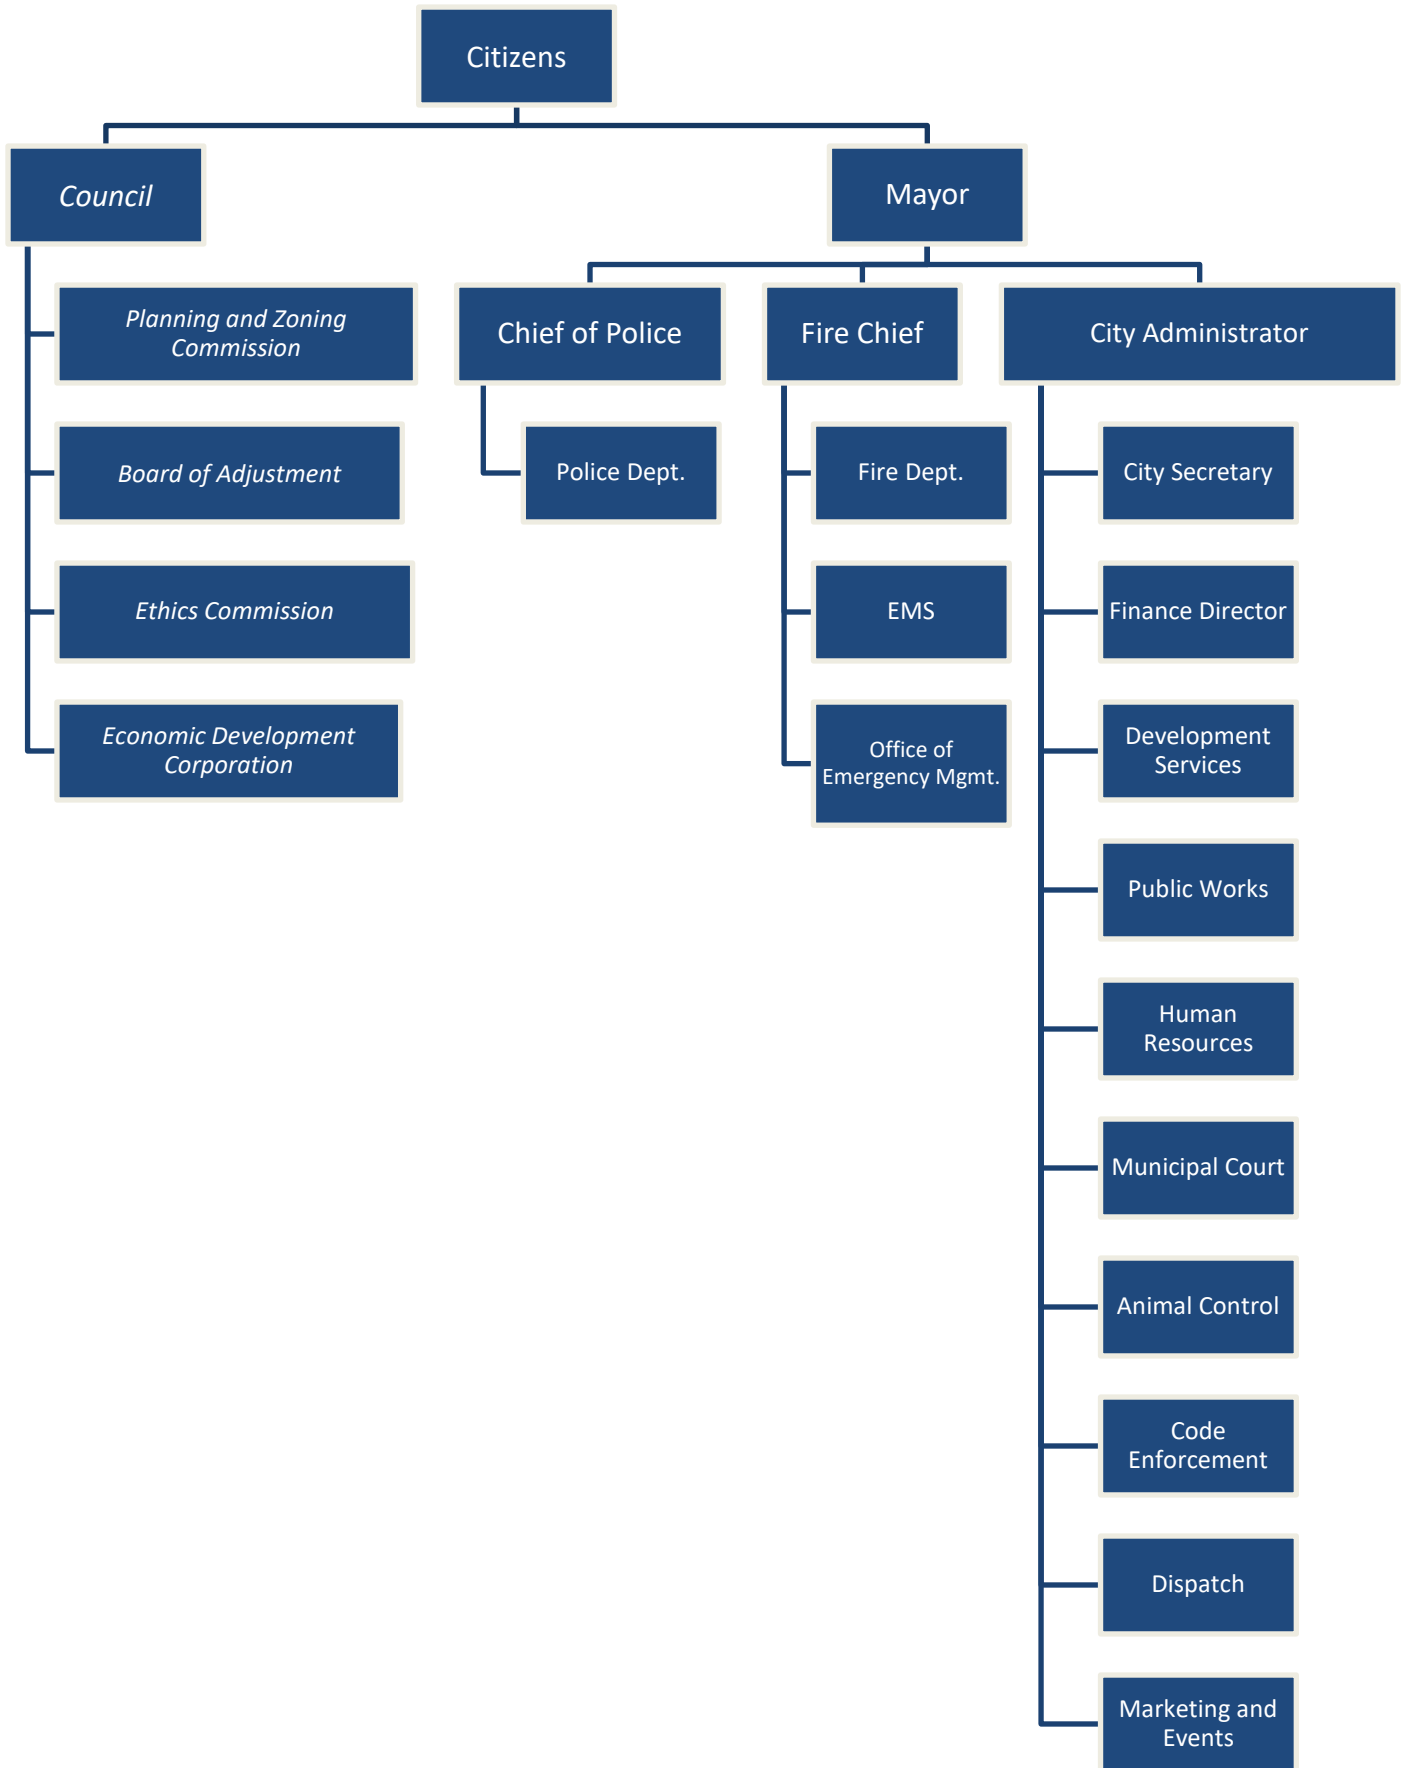 Citizens
Council
Mayor
Planning and Zoning
Commission
Board of Adjustment
Ethics Commission
Economic Development
Corporation
Chief of Police
Police Dept.
Fire Chief
Fire Dept.
EMS
Office of
Emergency Mgmt.
City Administrator
City Secretary
Finance Director
Development
Services
Public Works
Human
Resources
Municipal Court
Animal Control
Code
Enforcement
Dispatch
Marketing and
Events